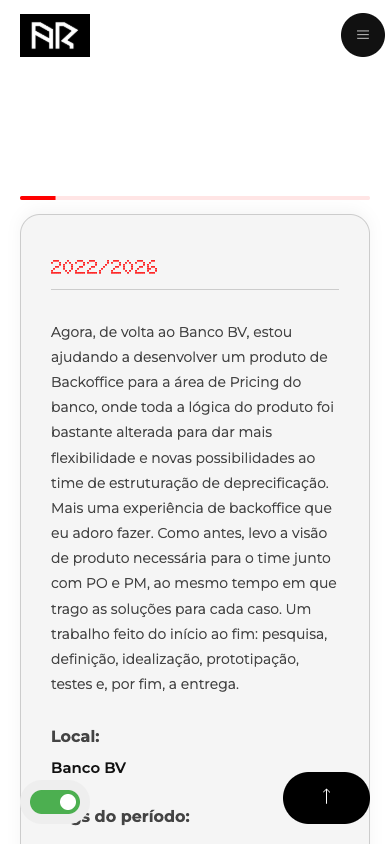 AR
2022/2026
Agora, de volta ao Banco BV, estou
ajudando a desenvolver um produto de
Backoffice para a área de Pricing do
banco, onde toda a lógica do produto foi
bastante alterada para dar mais
flexibilidade e novas possibilidades ao
time de estruturação de deprecificação.
Mais uma experiência de backoffice que
eu adoro fazer. Como antes, levo a visão
de produto necessária para o time junto
com PO e PM, ao mesmo tempo em que
trago as soluções para cada caso. Um
trabalho feito do início ao fim: pesquisa,
definição, idealização, prototipação,
testes e, por fim, a entrega.
Local:
Banco BV
do período: